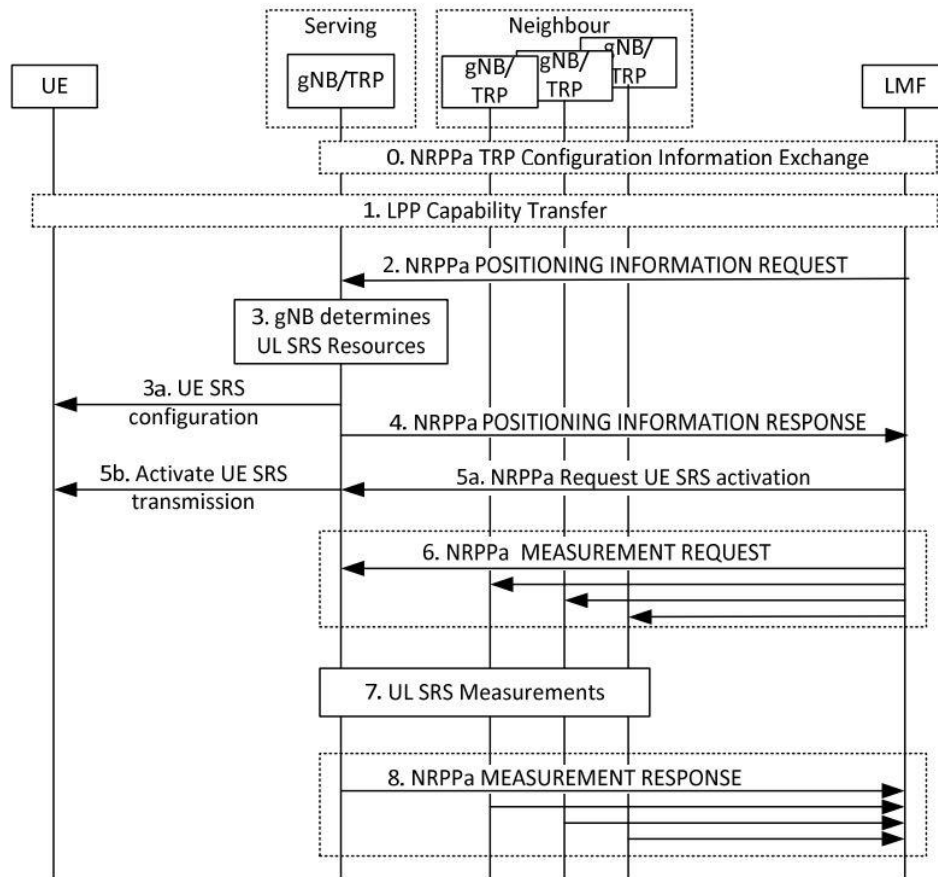 Serving
Neighbour
UE
gNB/TRP
gNB/
TRP
gNB/
TRP
gNB/
TRP
LMF
0. NRPPa TRP Configuration Information Exchange
1. LPP Capability Transfer
2. NRPPa POSITIONING INFORMATION REQUEST
3. gNB determines
UL SRS Resources
3a. UE SRS
configuration
4. NRPPa POSITIONING INFORMATION RESPONSE
5b. Activate UE SRS
transmission
5a. NRPPa Request UE SRS activation
6. NRPPa MEASUREMENT REQUEST
7. UL SRS Measurements
8. NRPPa MEASUREMENT RESPONSE